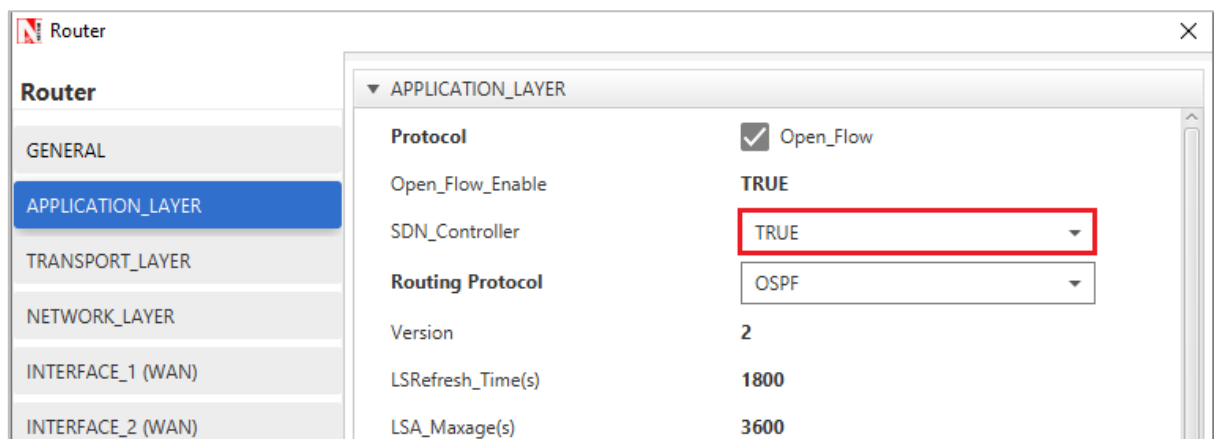 Router
Router
GENERAL
APPLICATION_LAYER
TRANSPORT_LAYER
NETWORK_LAYER
INTERFACE_1 (WAN)
INTERFACE_2 (WAN)
APPLICATION_LAYER
Protocol Open_Flow
Open_Flow_Enable TRUE
SDN_Controller TRUE
Routing Protocol OSPF
Version 2
LSRefresh_Time(s) 1800
LSA_Maxage(s) 3600